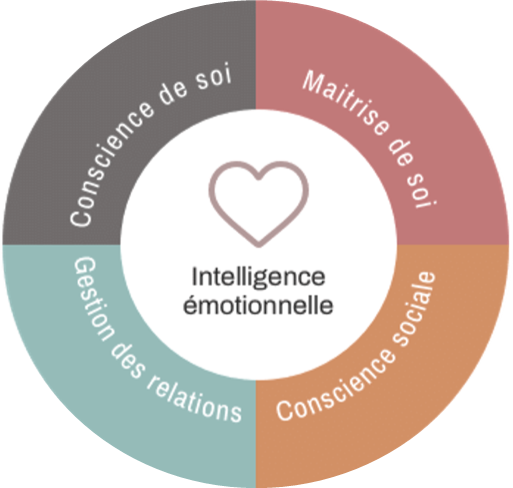 Conscience de soi
Maitrise de soi
Intelligence
émotionnelle
Gestion des relations
Conscience sociale